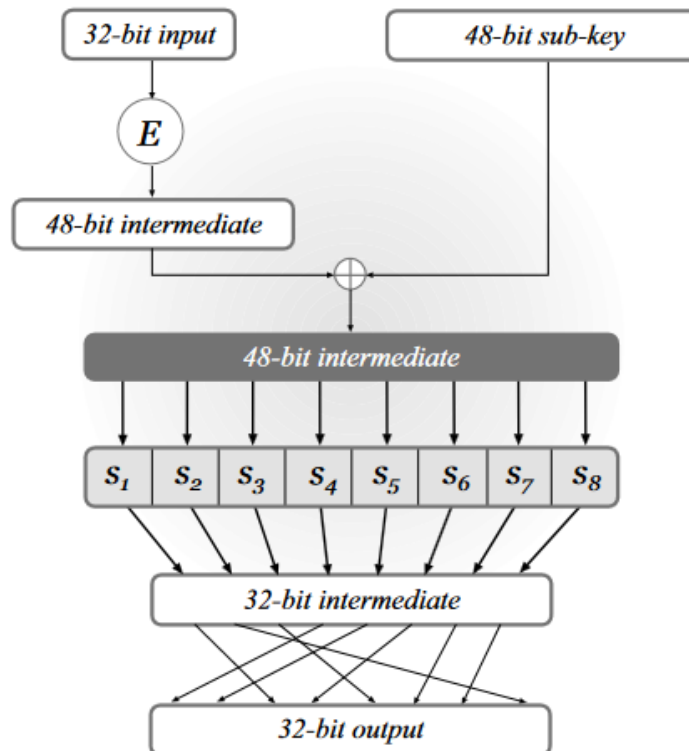 32-bit input
48-bit sub-key
E
48-bit intermediate
48-bit intermediate
S1 S2 S3 S4 S5 S6 S7 S8
32-bit intermediate
32-bit output